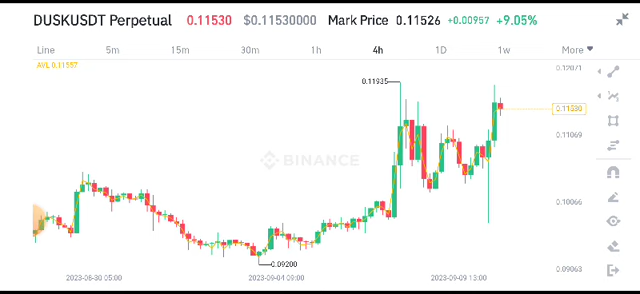 DUSKUSDT Perpetual 0.11530 $0.11530000 Mark Price 0.11526 +0.00957 +9.05%
Line 5m 15m 30m 1h 4h 1D 1w More
AVL 0.11557
0.12071
0.11935
0.11530
0.11069
BINANCE
0.10066
0.09200
0.09063
2023-08-30 05:00 2023-09-04 09:00 2023-09-09 13:00